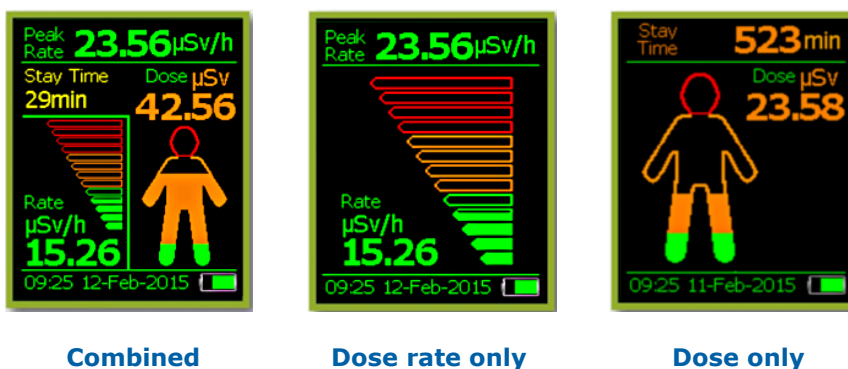 Peak Rate 23.56µSv/h
Stay Time
29min
Dose µSv
42.56
Rate
µSv/h
15.26
09:25 12-Feb-2015
Combined
Peak Rate 23.56µSv/h
Rate
µSv/h
15.26
09:25 12-Feb-2015
Dose rate only
Stay Time 523min
Dose µSv
23.58
09:25 11-Feb-2015
Dose only